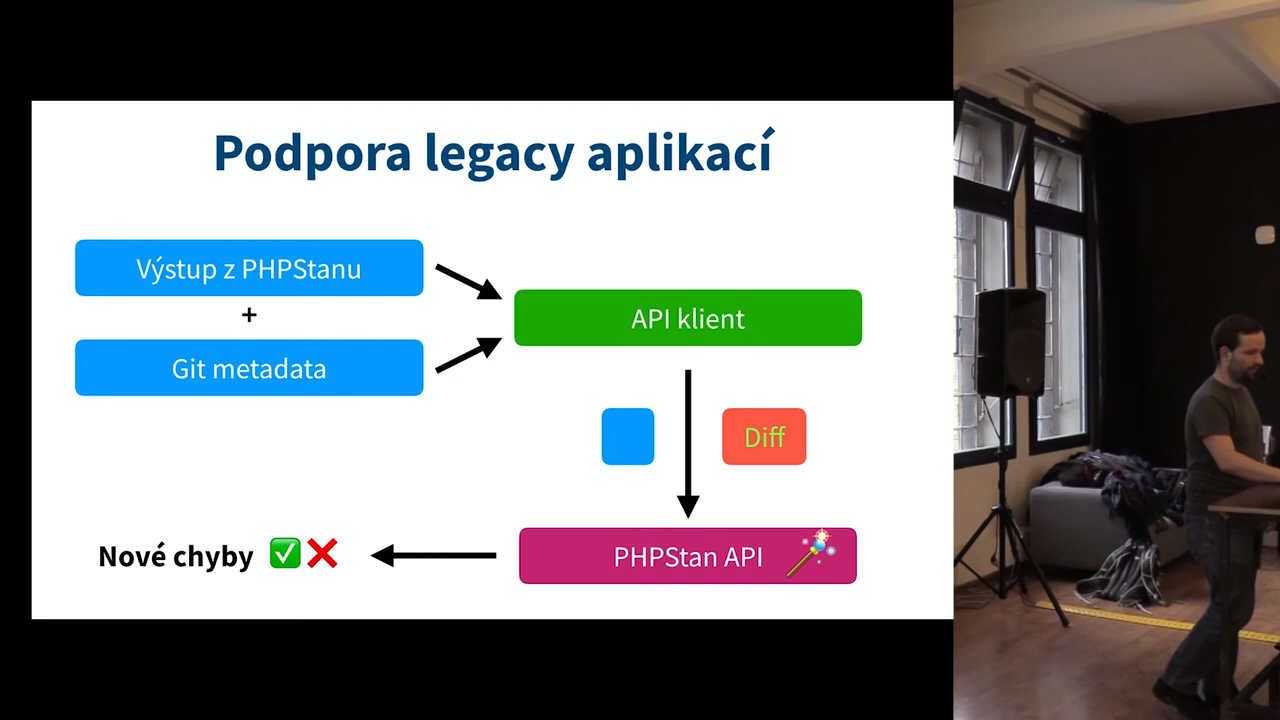 Podpora legacy aplikací
Výstup z PHPStanu
+
Git metadata
API klient
Diff
PHPStan API
Nové chyby ✅❌